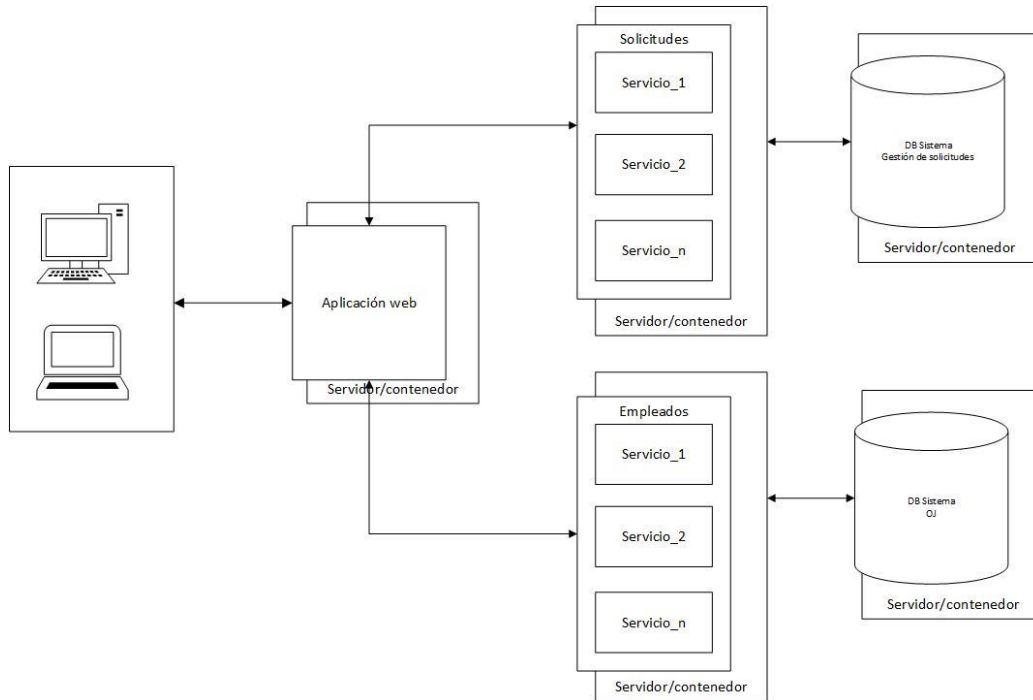 Solicitudes
Servicio_1
Servicio_2
Servicio_n
Servidor/contenedor
DB Sistema
Gestión de solicitudes
Servidor/contenedor
Aplicación web
Servidor/contenedor
Empleados
Servicio_1
Servicio_2
Servicio_n
Servidor/contenedor
DB Sistema
OJ
Servidor/contenedor